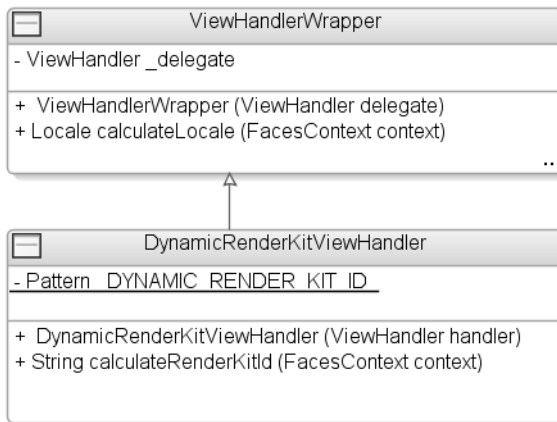 ViewHandlerWrapper
- ViewHandler _delegate
+ ViewHandlerWrapper (ViewHandler delegate)
+ Locale calculateLocale (FacesContext context)
...
DynamicRenderKitViewHandler
- Pattern _DYNAMIC_RENDER_KIT_ID_
+ DynamicRenderKitViewHandler (ViewHandler handler)
+ String calculateRenderKitId (FacesContext context)